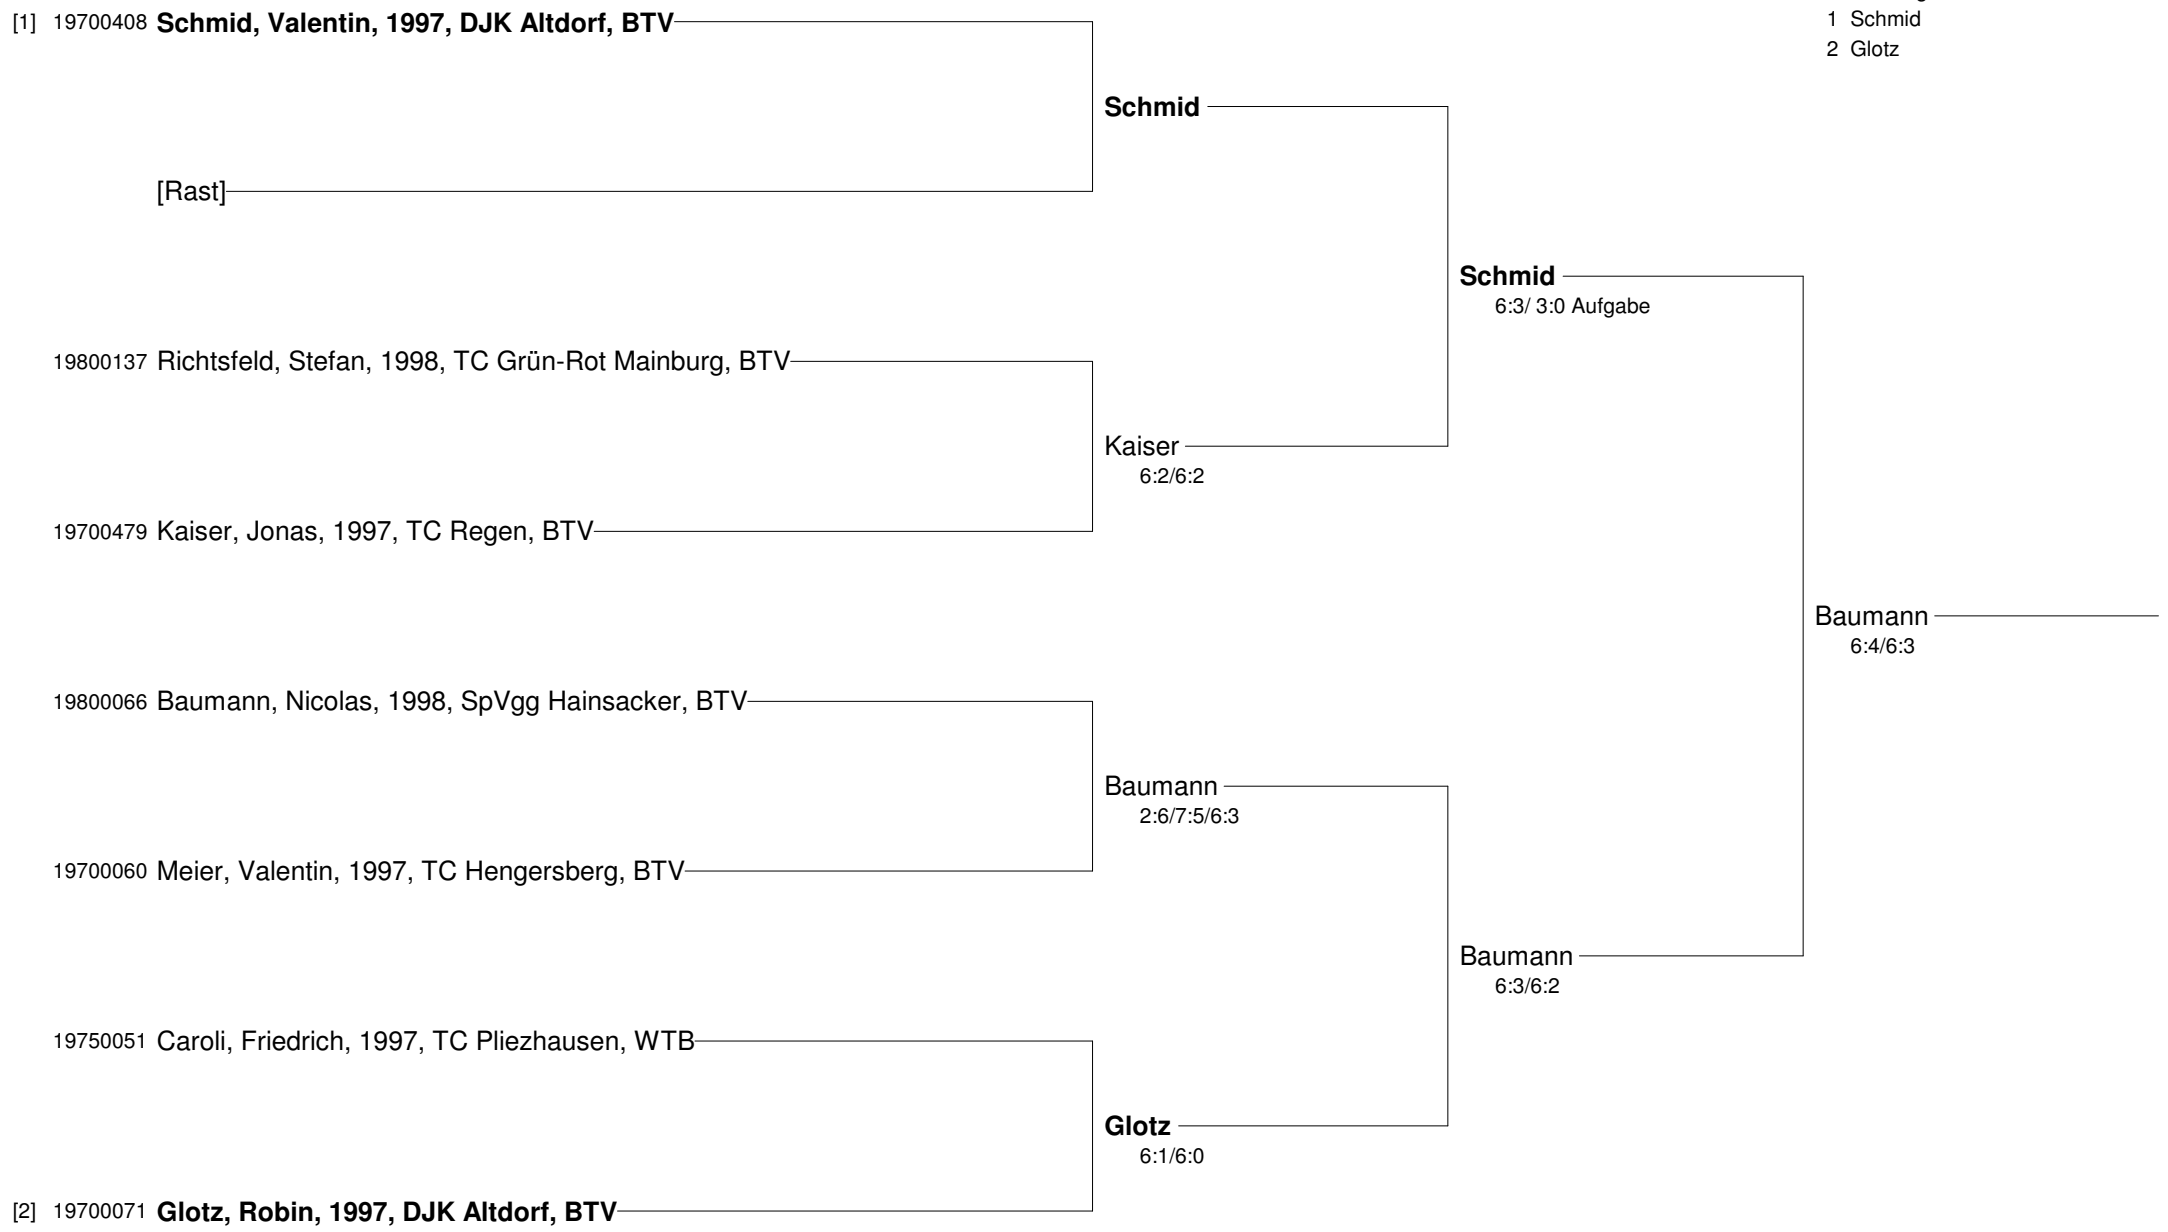 [1] 19700408 Schmid, Valentin, 1997, DJK Altdorf, BTV
1 Schmid
2 Glotz
Schmid
[Rast]
Schmid
6:3/ 3:0 Aufgabe
19800137 Richtsfeld, Stefan, 1998, TC Grün-Rot Mainburg, BTV
Kaiser
6:2/6:2
19700479 Kaiser, Jonas, 1997, TC Regen, BTV
Baumann
6:4/6:3
19800066 Baumann, Nicolas, 1998, SpVgg Hainsacker, BTV
Baumann
2:6/7:5/6:3
19700060 Meier, Valentin, 1997, TC Hengersberg, BTV
Baumann
6:3/6:2
19750051 Caroli, Friedrich, 1997, TC Pliezhausen, WTB
Glotz
6:1/6:0
[2] 19700071 Glotz, Robin, 1997, DJK Altdorf, BTV